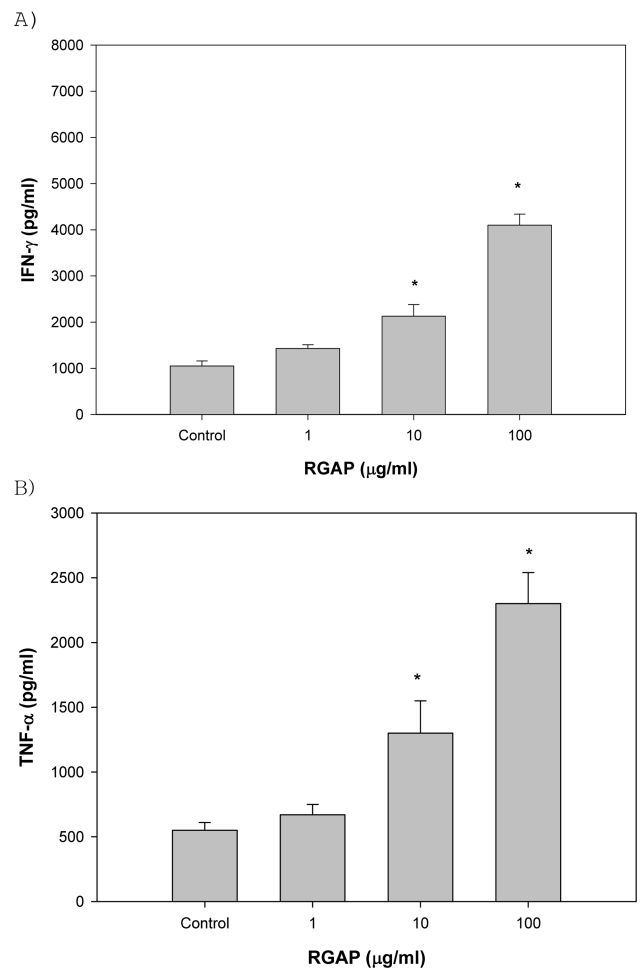 A)
8000
7000
6000
5000
4000
3000
2000
1000
0
IFN-γ (pg/ml)
*
*
Control 1 10 100
RGAP (μg/ml)
B)
3000
2500
2000
1500
1000
500
0
TNF-α (pg/ml)
*
*
Control 1 10 100
RGAP (μg/ml)